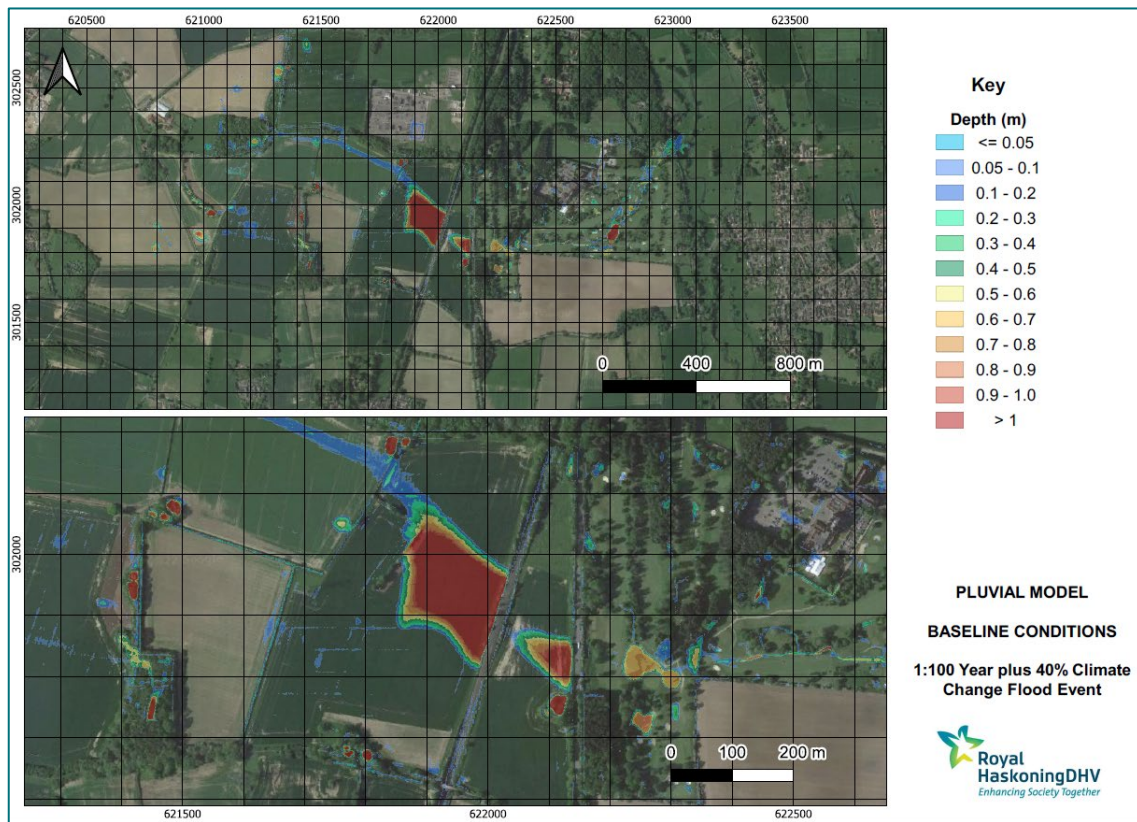 620500 621000 621500 622000 622500 623000 623500
302500
302000
301500
0 400 800 m
302000
0 100 200 m
621500 622000 622500
Key
Depth (m)
<= 0.05
0.05 - 0.1
0.1 - 0.2
0.2 - 0.3
0.3 - 0.4
0.4 - 0.5
0.5 - 0.6
0.6 - 0.7
0.7 - 0.8
0.8 - 0.9
0.9 - 1.0
> 1
PLUVIAL MODEL
BASELINE CONDITIONS
1:100 Year plus 40% Climate
Change Flood Event
Royal
HaskoningDHV
Enhancing Society Together